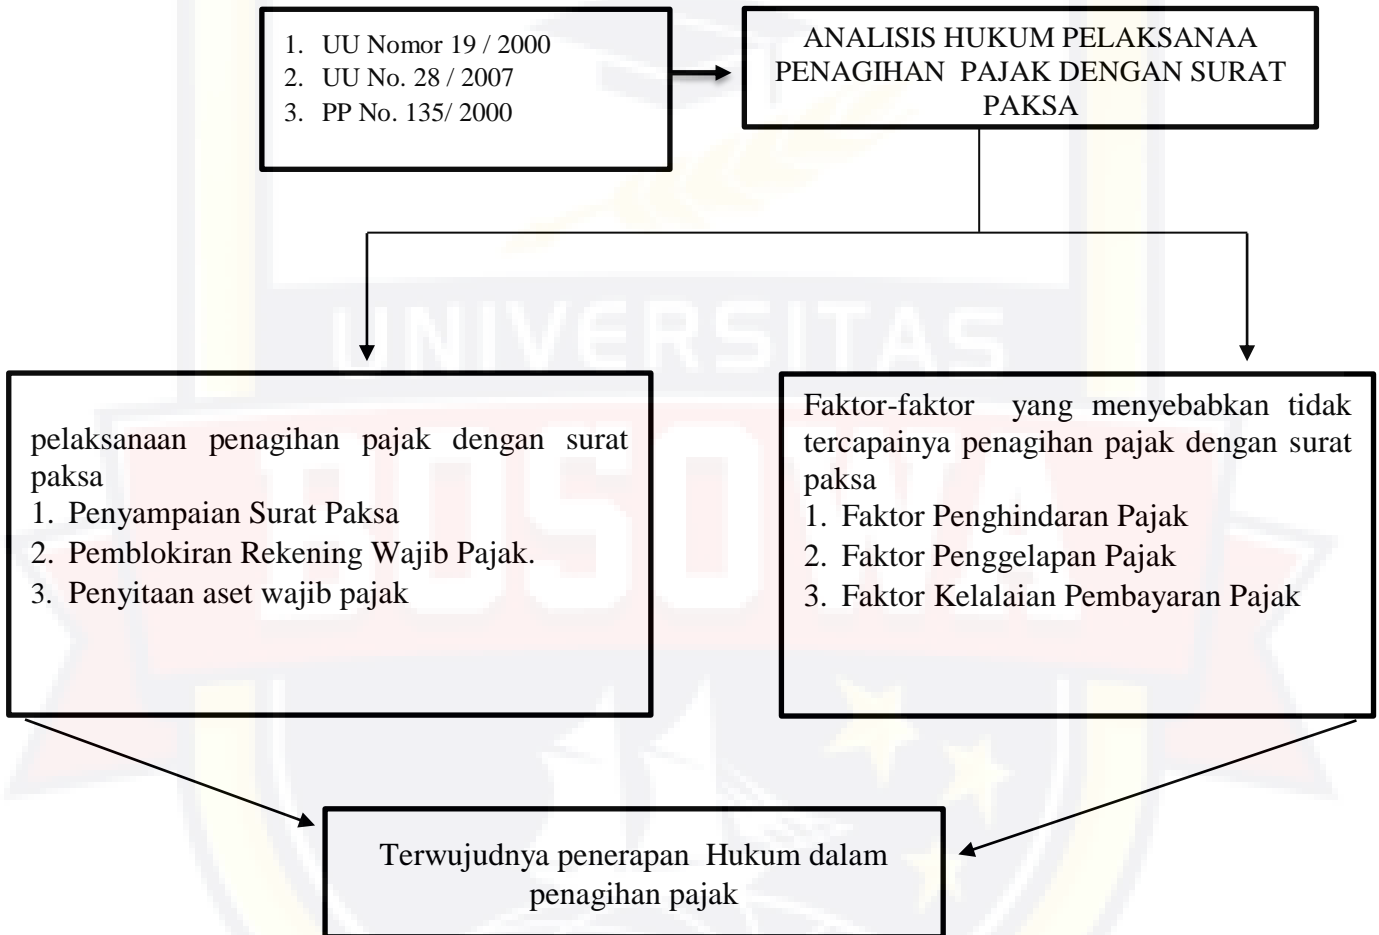 1. UU Nomor 19 / 2000
2. UU No. 28 / 2007
3. PP No. 135/ 2000
ANALISIS HUKUM PELAKSANAA
PENAGIHAN PAJAK DENGAN SURAT
PAKSA
UNIVERSITAS
BOSOWA
pelaksanaan penagihan pajak dengan surat
paksa
1. Penyampaian Surat Paksa
2. Pemblokiran Rekening Wajib Pajak.
3. Penyitaan aset wajib pajak
Faktor-faktor yang menyebabkan tidak
tercapainya penagihan pajak dengan surat
paksa
1. Faktor Penghindaran Pajak
2. Faktor Penggelapan Pajak
3. Faktor Kelalaian Pembayaran Pajak
Terwujudnya penerapan Hukum dalam
penagihan pajak